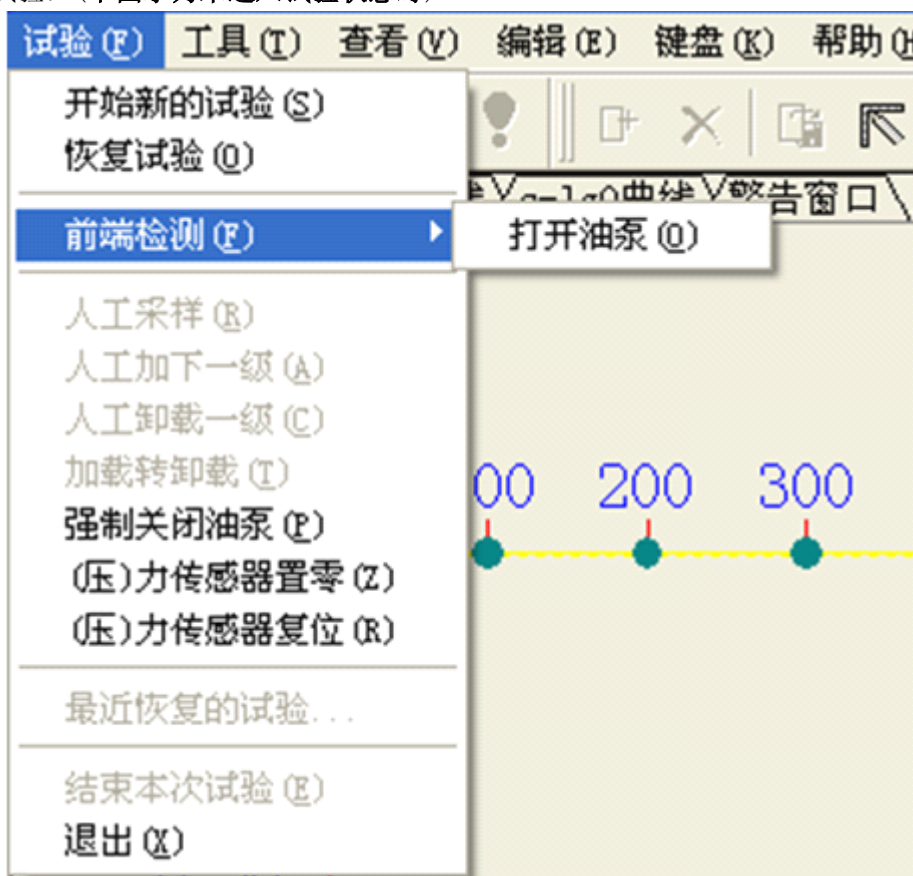 试验(F) 工具(T) 查看(V) 编辑(E) 键盘(K) 帮助(H
开始新的试验(S)
恢复试验(O)
曲线 警告窗口
前端检测(F) 打开油泵(O)
人工采样(R)
人工加下一级(A)
人工卸载一级(C)
加载转卸载(T)
00 200 300
强制关闭油泵(P)
(压)力传感器置零(Z)
(压)力传感器复位(R)
最近恢复的试验...
结束本次试验(E)
退出(X)